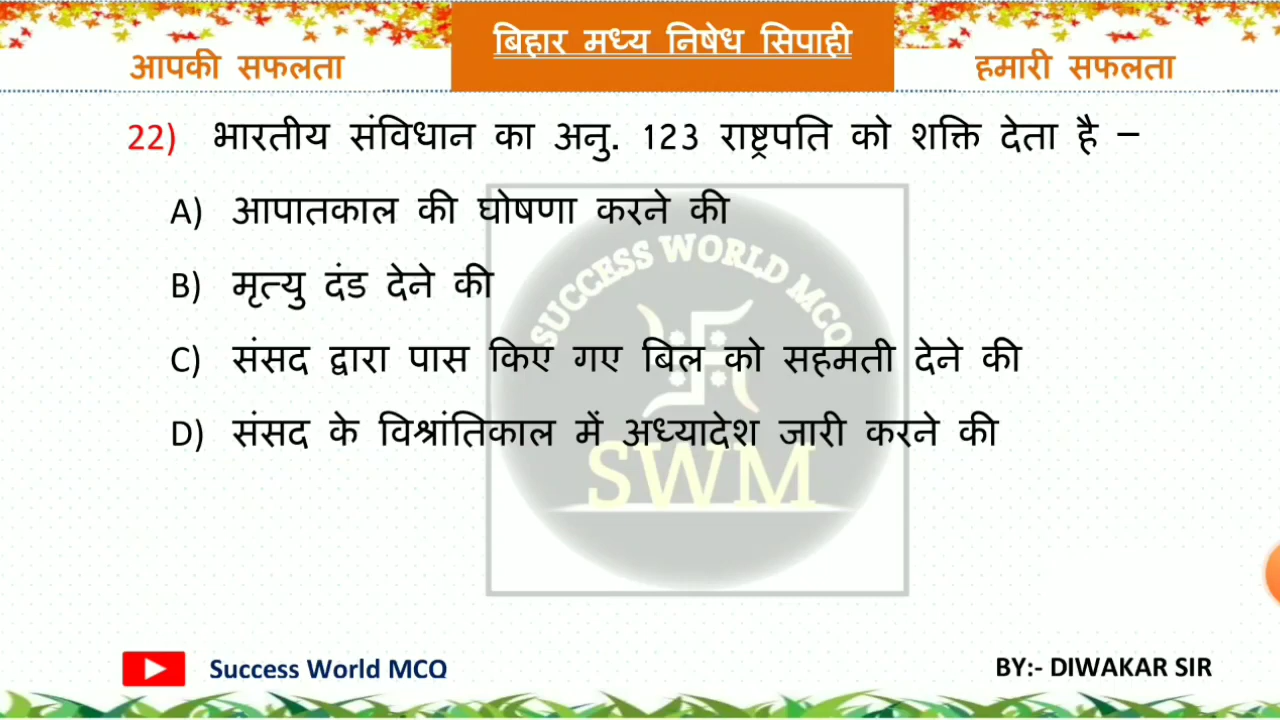 बिहार मध्य निषेध सिपाही
आपकी सफलता
हमारी सफलता
22) भारतीय संविधान का अनु. 123 राष्ट्रपति को शक्ति देता है –
A) आपातकाल की घोषणा करने की
B) मृत्यु दंड देने की
C) संसद द्वारा पास किए गए बिल को सहमती देने की
D) संसद के विश्रांतिकाल में अध्यादेश जारी करने की
SUCCESS WORLD MCQ
SWM
Success World MCQ
BY:- DIWAKAR SIR